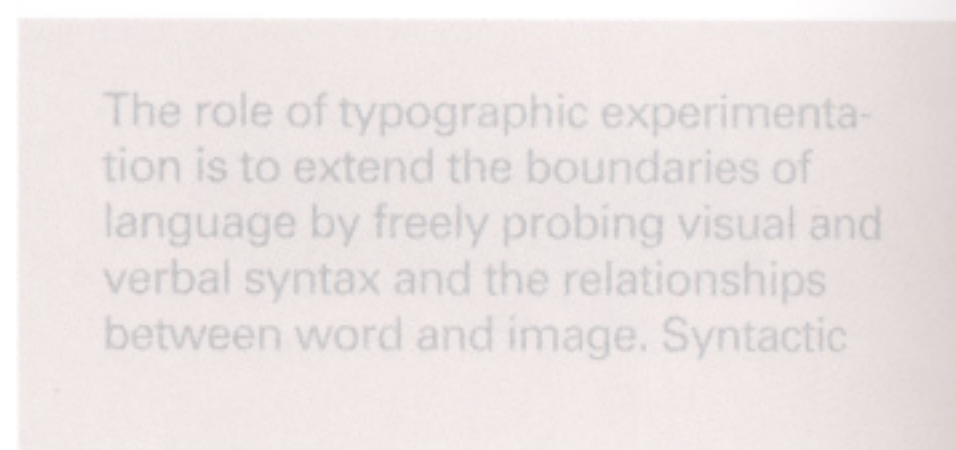 The role of typographic experimenta-
tion is to extend the boundaries of
language by freely probing visual and
verbal syntax and the relationships
between word and image. Syntactic